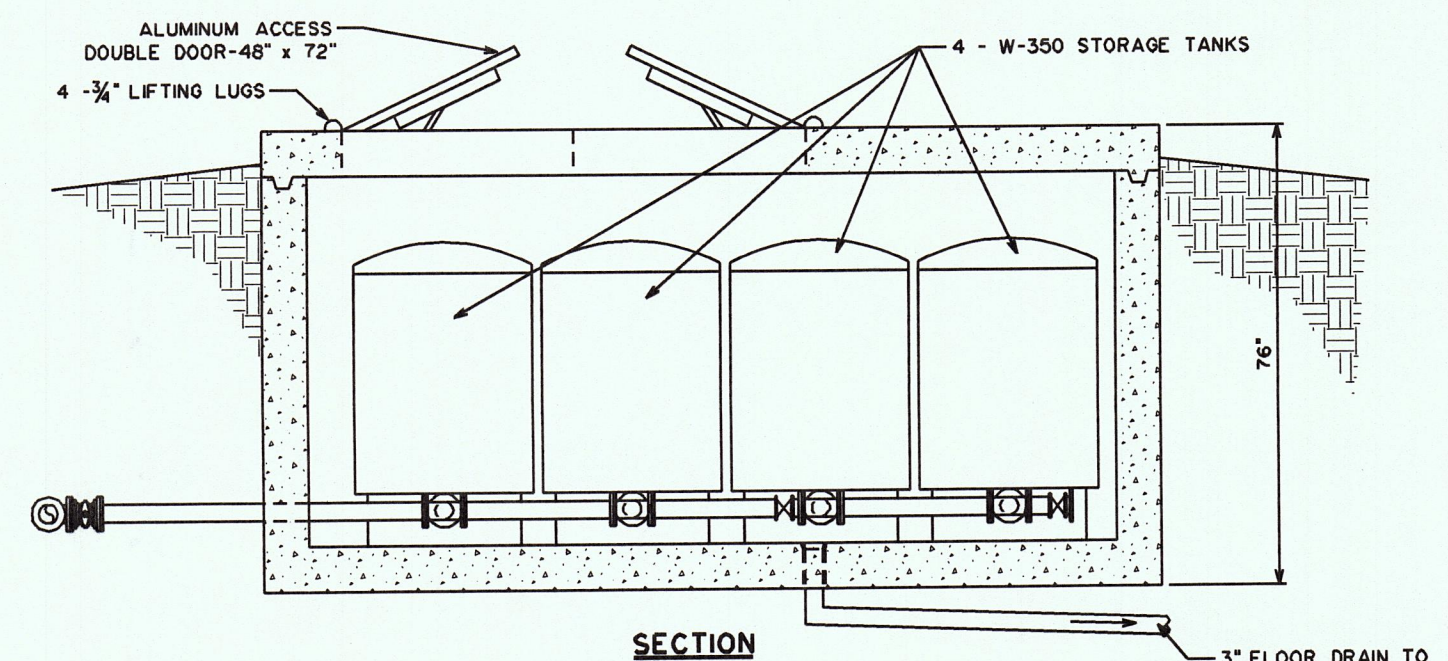 ALUMINUM ACCESS
DOUBLE DOOR-48" x 72"
4 -¾" LIFTING LUGS
4 - W-350 STORAGE TANKS
76"
SECTION
3" FLOOR DRAIN TO